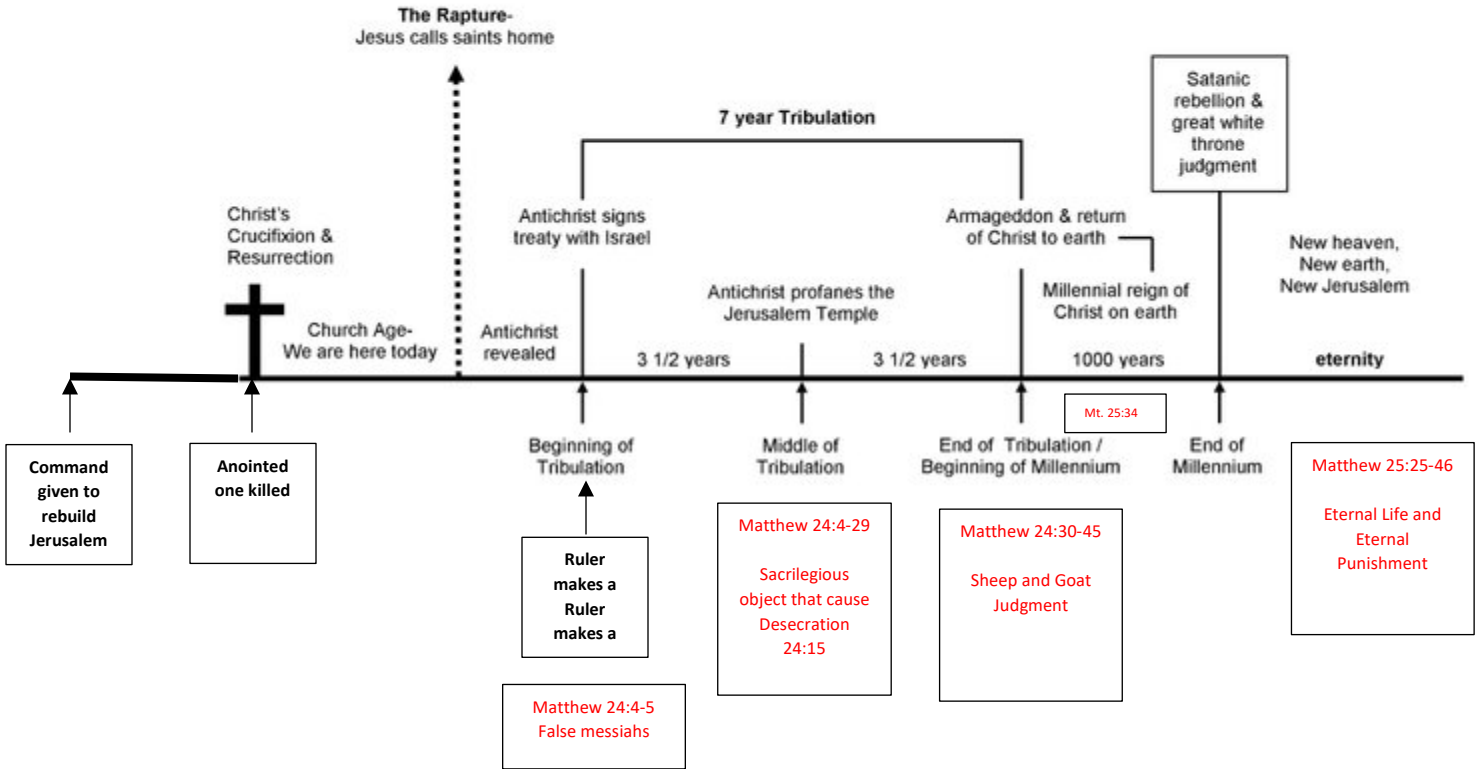 The Rapture-
Jesus calls saints home
Satanic
rebellion &
great white
throne
judgment
7 year Tribulation
Christ's
Crucifixion &
Resurrection
Antichrist signs
treaty with Israel
Armageddon & return
of Christ to earth
New heaven,
New earth,
New Jerusalem
Antichrist profanes the
Jerusalem Temple
Millennial reign of
Christ on earth
Church Age-
We are here today
Antichrist
revealed
3 1/2 years
3 1/2 years
1000 years
eternity
Mt. 25:34
Command
given to
rebuild
Jerusalem
Anointed
one killed
Beginning of
Tribulation
Middle of
Tribulation
End of Tribulation /
Beginning of Millennium
End of
Millennium
Ruler
makes a
Ruler
makes a
Matthew 24:4-5
False messiahs
Matthew 24:4-29
Sacrilegious
object that cause
Desecration
24:15
Matthew 24:30-45
Sheep and Goat
Judgment
Matthew 25:25-46
Eternal Life and
Eternal
Punishment